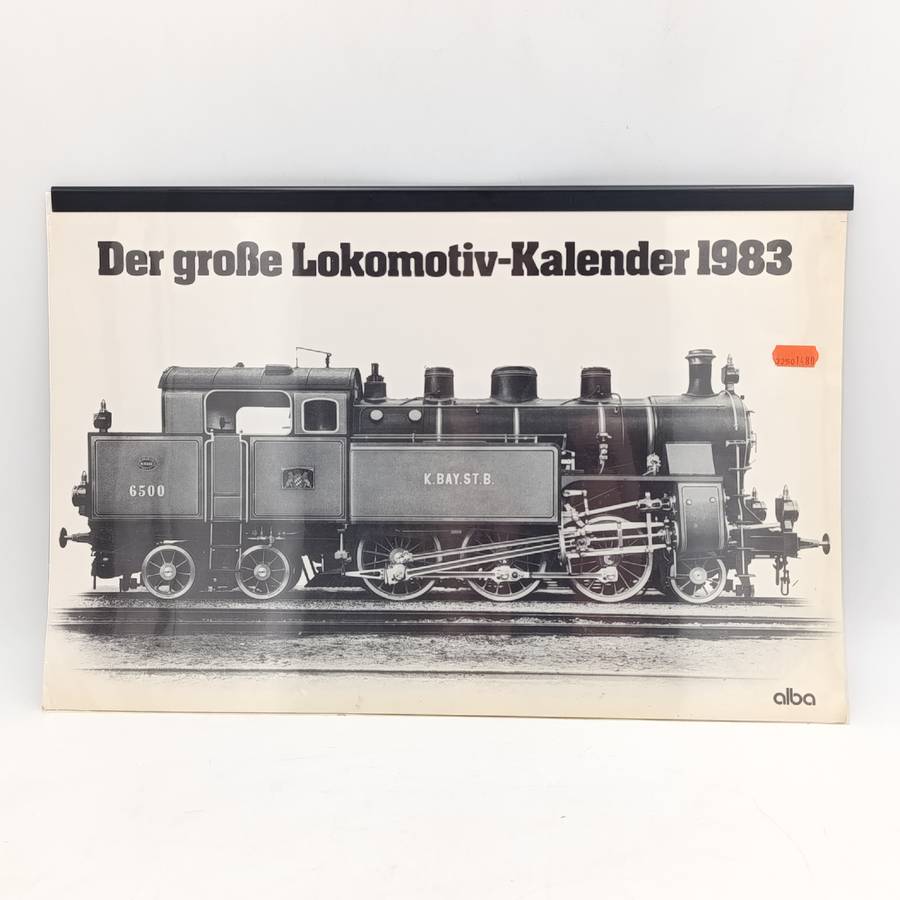 Der große Lokomotiv-Kalender 1983
K.BAY.ST.B.
6500
alba